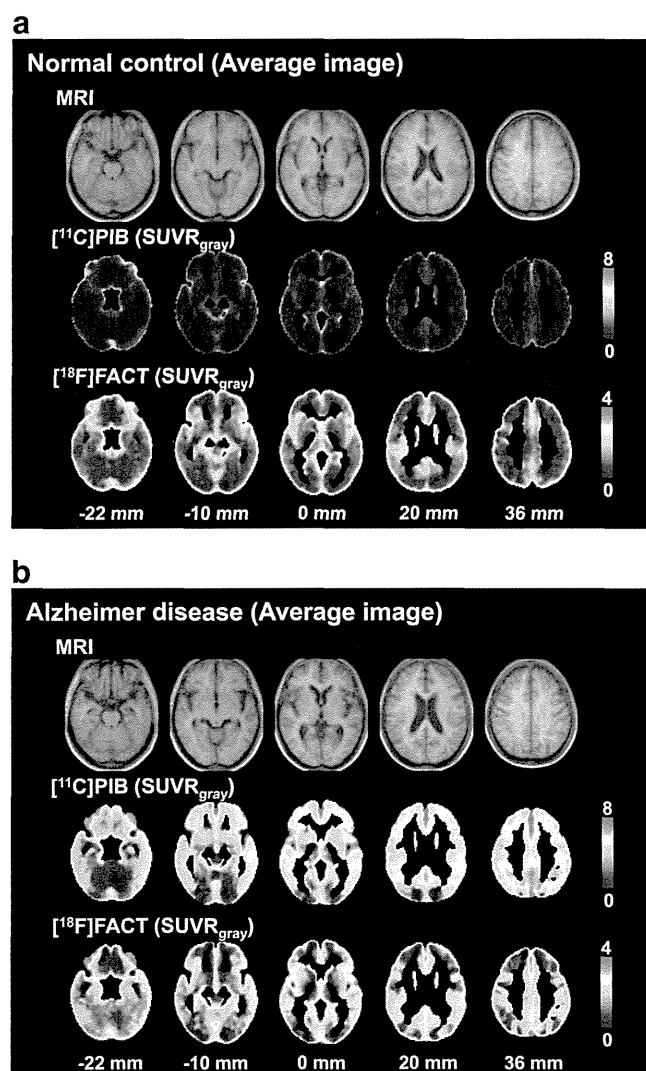 a
Normal control (Average image)
MRI
[¹¹C]PIB (SUVRgray)
8
0
[¹⁸F]FACT (SUVRgray)
4
0
-22 mm -10 mm 0 mm 20 mm 36 mm
b
Alzheimer disease (Average image)
MRI
[¹¹C]PIB (SUVRgray)
8
0
[¹⁸F]FACT (SUVRgray)
4
0
-22 mm -10 mm 0 mm 20 mm 36 mm